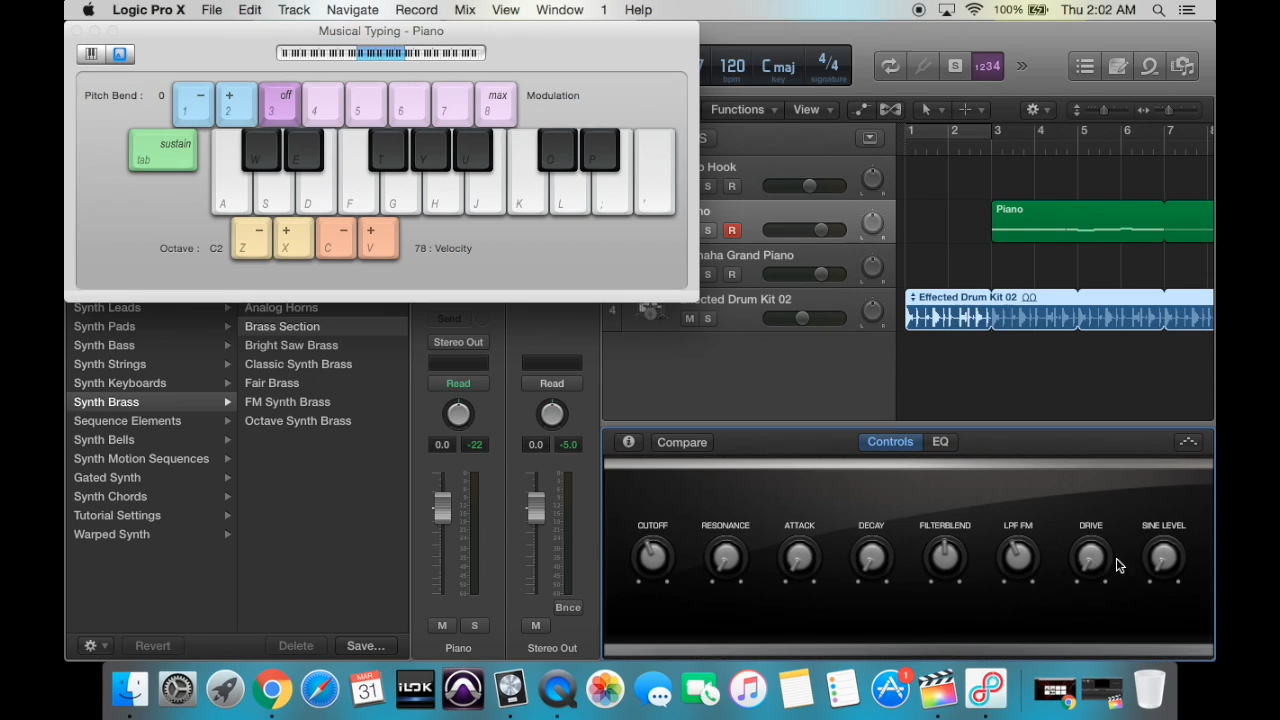 Logic Pro X File Edit Track Navigate Record Mix View Window 1 Help 100% Thu 2:02 AM
Musical Typing - Piano
120 bpm
C maj key
4/4 signature
1234
Pitch Bend : 0
− 1
+ 2
off 3
4
5
6
7
max 8
Modulation
sustain tab
W E T Y U O P
A S D F G H J K L ; '
Octave : C2
− Z
+ X
− C
+ V
78 : Velocity
Functions View
1 2 3 4 5 6 7 8
S
Hook
S R
L R
S R
L R
Piano
Grand Piano
S R
L R
4
cted Drum Kit 02
M S
L R
Effected Drum Kit 02
Synth Leads
Synth Pads
Synth Bass
Synth Strings
Synth Keyboards
Synth Brass
Sequence Elements
Synth Bells
Synth Motion Sequences
Gated Synth
Synth Chords
Tutorial Settings
Warped Synth
Analog Horns
Brass Section
Bright Saw Brass
Classic Synth Brass
Fair Brass
FM Synth Brass
Octave Synth Brass
Revert Delete Save...
Send
Stereo Out
Read Read
0.0 -22 0.0 -5.0
Bnce
M S M
Piano Stereo Out
Compare Controls EQ
CUTOFF RESONANCE ATTACK DECAY FILTERBLEND LPF FM DRIVE SINE LEVEL
MAR 31
iLOK
1